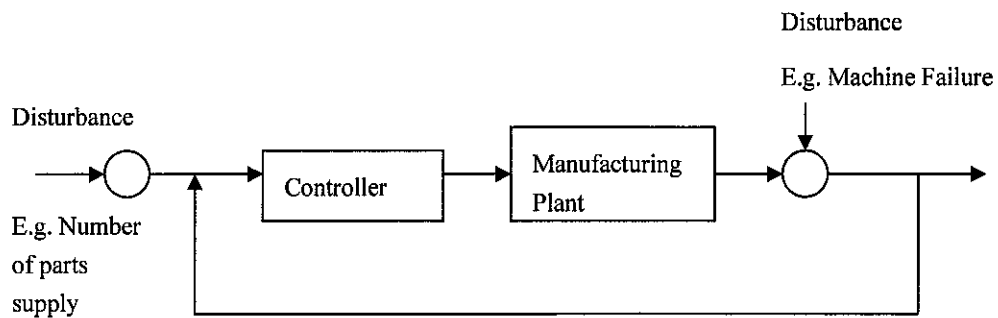 Disturbance
E.g. Machine Failure
Disturbance
E.g. Number
of parts
supply
Controller
Manufacturing
Plant